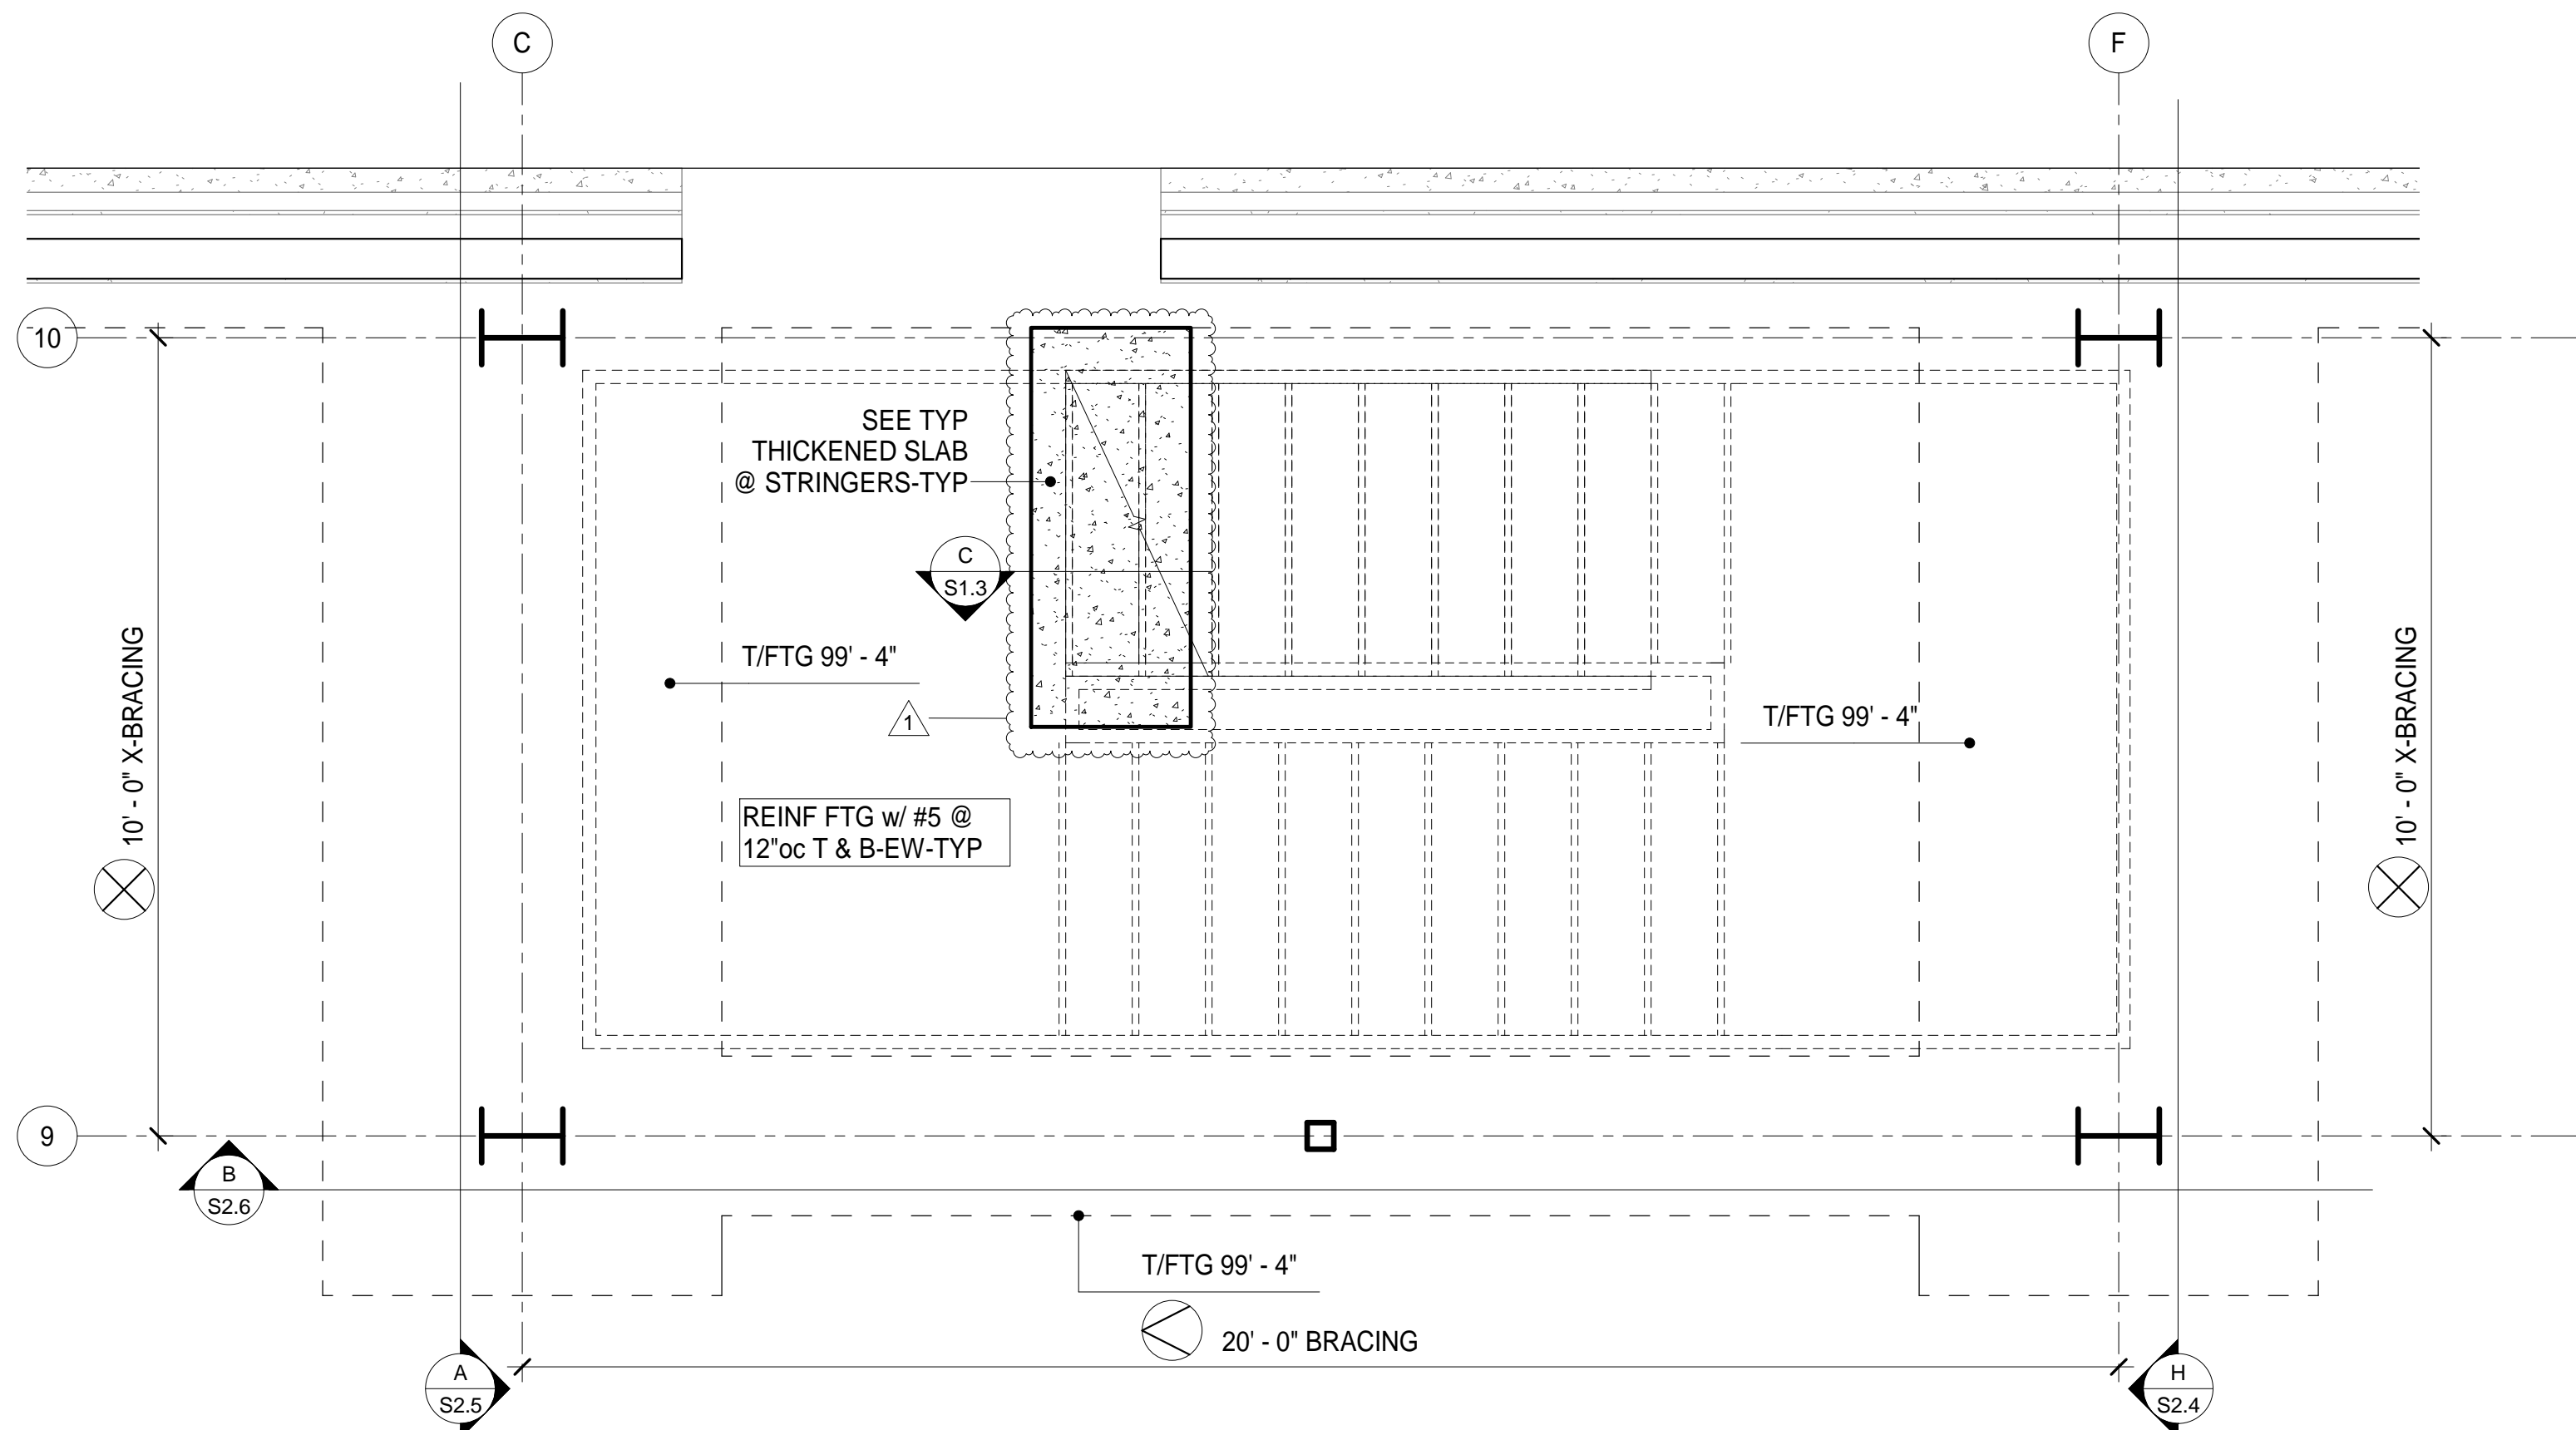 C
F
10
SEE TYP
THICKENED SLAB
@ STRINGERS-TYP
C
S1.3
10' - 0" X-BRACING
T/FTG 99' - 4"
1
T/FTG 99' - 4"
10' - 0" X-BRACING
REINF FTG w/ #5 @
12"oc T & B-EW-TYP
9
B
S2.6
T/FTG 99' - 4"
20' - 0" BRACING
A
S2.5
H
S2.4